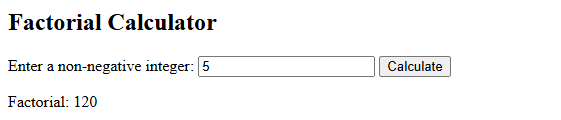 Factorial Calculator
Enter a non-negative integer: 5 Calculate
Factorial: 120